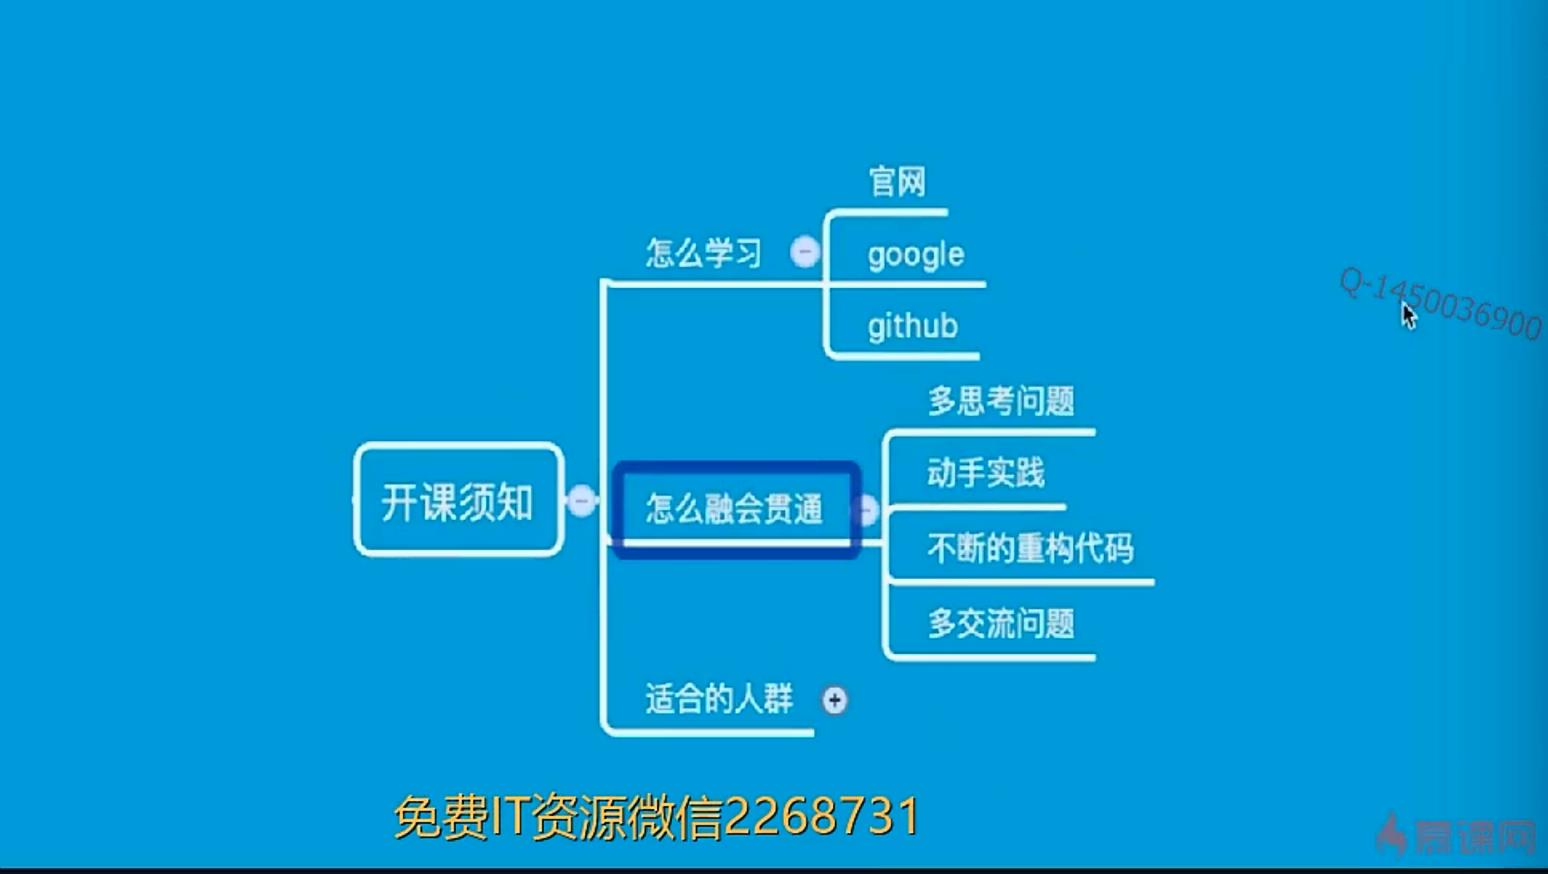 官网
怎么学习
google
github
Q-1450036900
多思考问题
动手实践
开课须知
怎么融会贯通
不断的重构代码
多交流问题
适合的人群
免费IT资源微信2268731
慕课网